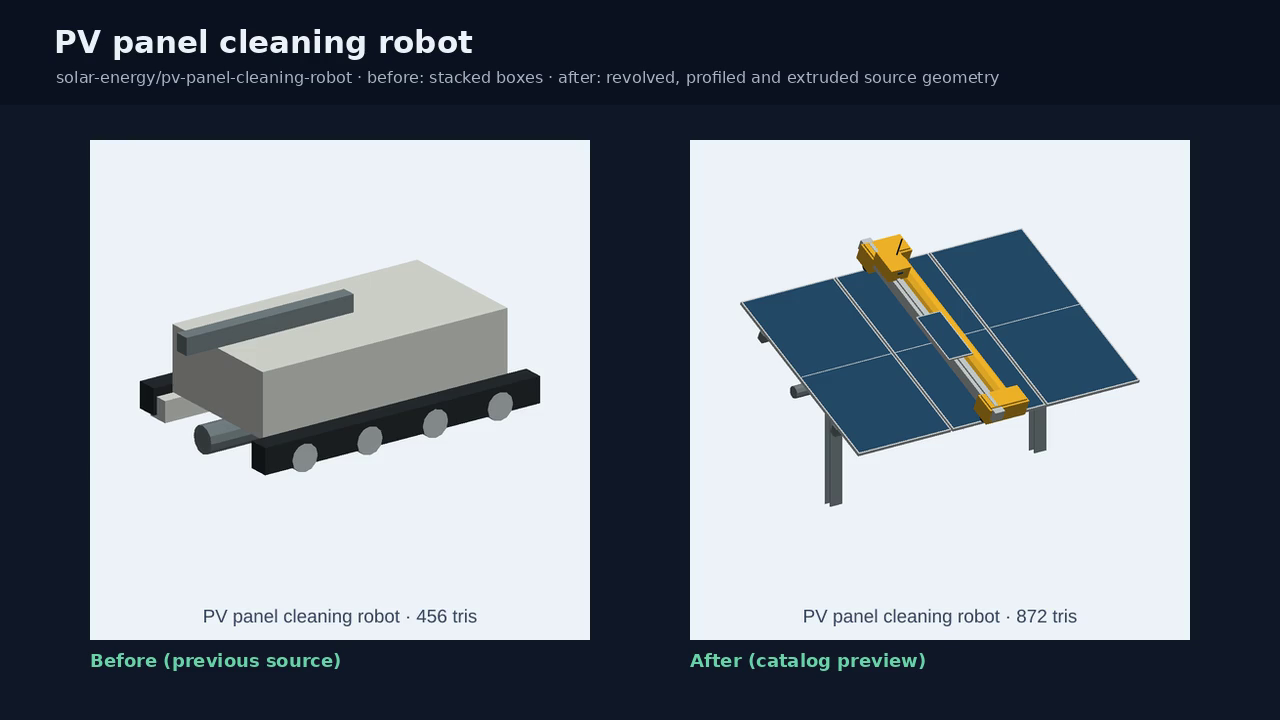 PV panel cleaning robot
solar-energy/pv-panel-cleaning-robot · before: stacked boxes · after: revolved, profiled and extruded source geometry
PV panel cleaning robot · 456 tris
PV panel cleaning robot · 872 tris
Before (previous source)
After (catalog preview)